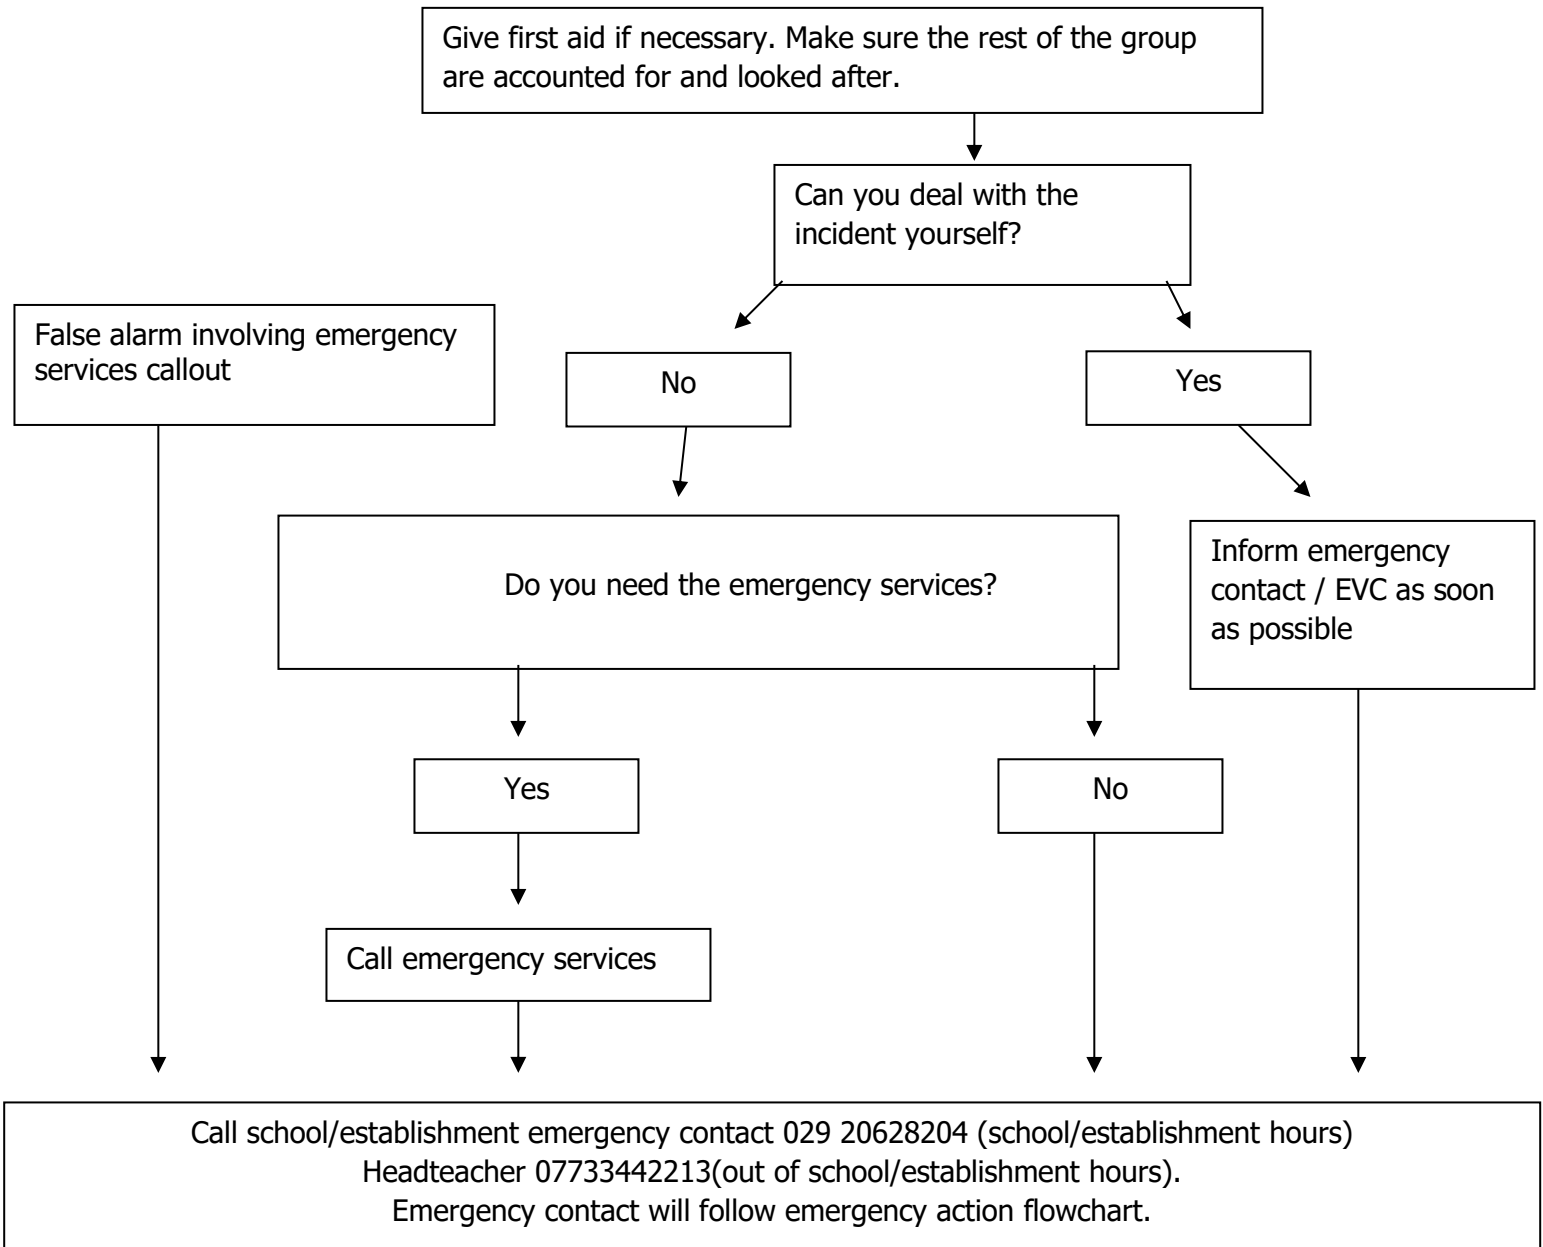 Give first aid if necessary. Make sure the rest of the group
are accounted for and looked after.
Can you deal with the
incident yourself?
False alarm involving emergency
services callout
No
Yes
Do you need the emergency services?
Inform emergency
contact / EVC as soon
as possible
Yes
No
Call emergency services
Call school/establishment emergency contact 029 20628204 (school/establishment hours)
Headteacher 07733442213(out of school/establishment hours).
Emergency contact will follow emergency action flowchart.